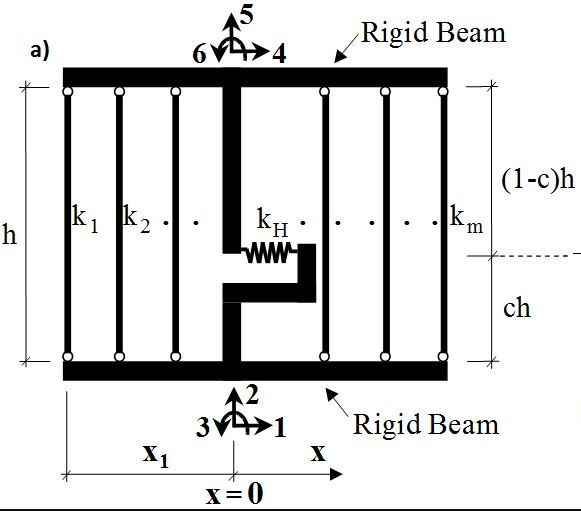 5
a)
6
4
Rigid Beam
(1-c)h
k1 k2 . . kH . . . . . km
h
ch
2
3
1
Rigid Beam
x1
x
x = 0